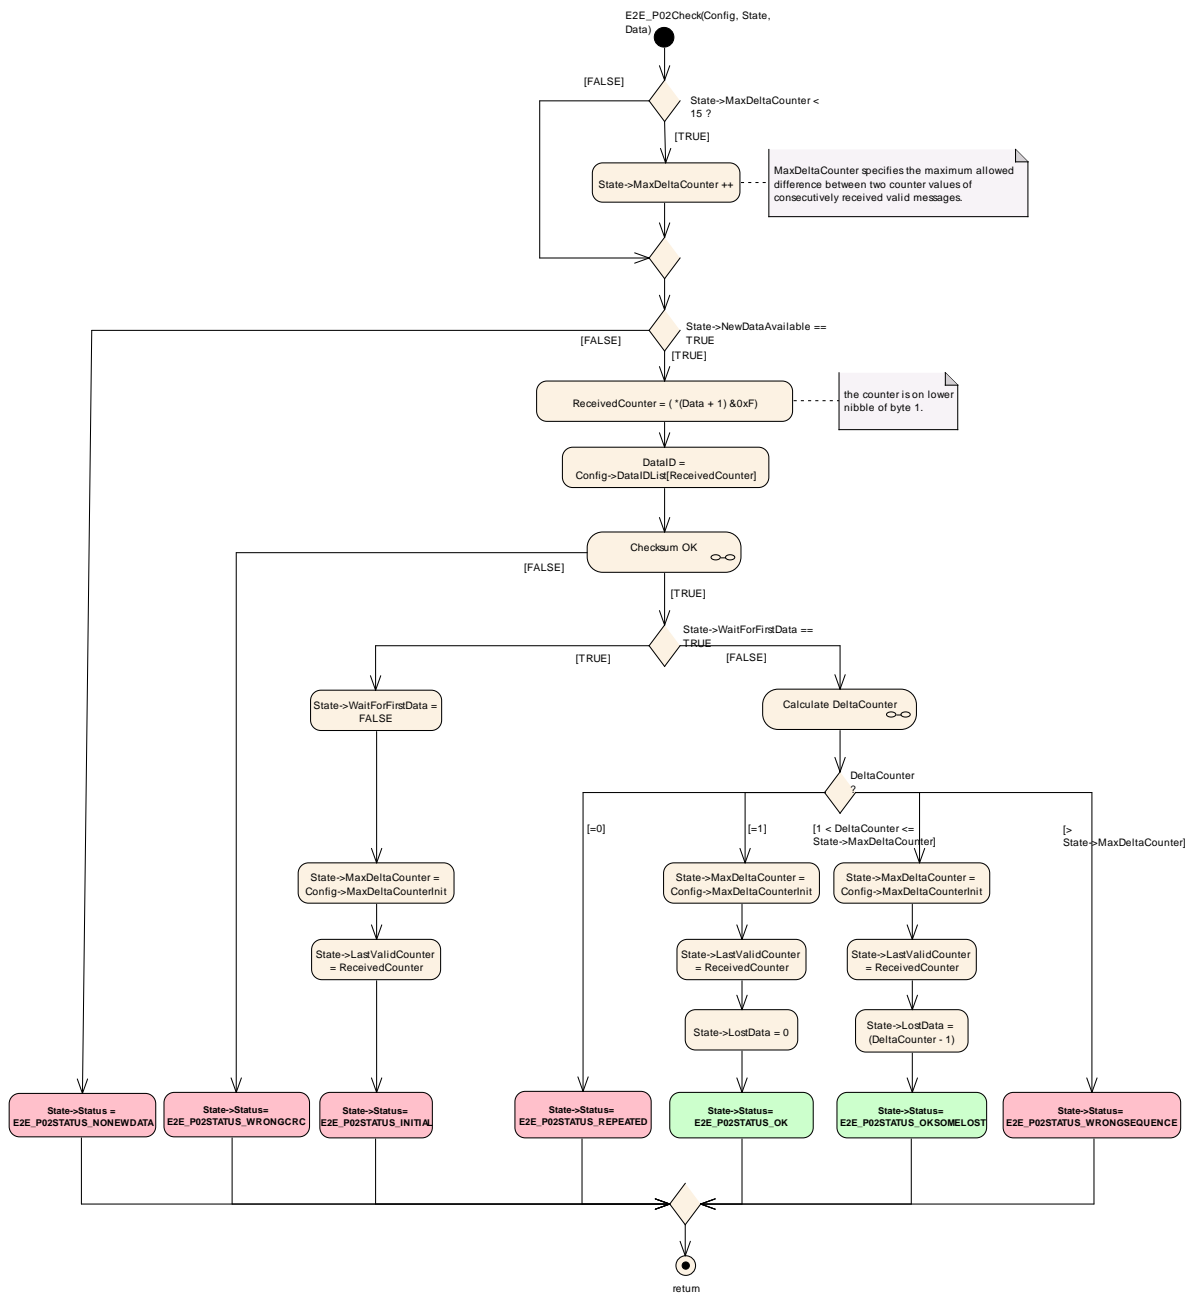 E2E_P02Check(Config, State,
Data)
[FALSE]
State->MaxDeltaCounter <
15 ?
[TRUE]
State->MaxDeltaCounter ++
MaxDeltaCounter specifies the maximum allowed
difference between two counter values of
consecutively received valid messages.
State->NewDataAvailable ==
TRUE
[FALSE]
[TRUE]
ReceivedCounter = ( *(Data + 1) &0xF)
the counter is on lower
nibble of byte 1.
DataID =
Config->DataIDList[ReceivedCounter]
Checksum OK
[FALSE]
[TRUE]
State->WaitForFirstData ==
TRUE
[TRUE]
[FALSE]
State->WaitForFirstData =
FALSE
Calculate DeltaCounter
DeltaCounter
?
[=0]
[=1]
[1 < DeltaCounter <=
State->MaxDeltaCounter]
[>
State->MaxDeltaCounter]
State->MaxDeltaCounter =
Config->MaxDeltaCounterInit
State->MaxDeltaCounter =
Config->MaxDeltaCounterInit
State->MaxDeltaCounter =
Config->MaxDeltaCounterInit
State->LastValidCounter
= ReceivedCounter
State->LastValidCounter
= ReceivedCounter
State->LastValidCounter
= ReceivedCounter
State->LostData = 0
State->LostData =
(DeltaCounter - 1)
State->Status =
E2E_P02STATUS_NONEWDATA
State->Status=
E2E_P02STATUS_WRONGCRC
State->Status=
E2E_P02STATUS_INITIAL
State->Status=
E2E_P02STATUS_REPEATED
State->Status=
E2E_P02STATUS_OK
State->Status=
E2E_P02STATUS_OKSOMELOST
State->Status=
E2E_P02STATUS_WRONGSEQUENCE
return